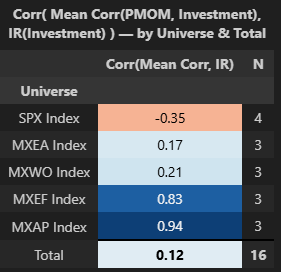 Corr( Mean Corr(PMOM, Investment),
IR(Investment) ) — by Universe & Total
Corr(Mean Corr, IR) N
Universe
SPX Index -0.35 4
MXEA Index 0.17 3
MXWO Index 0.21 3
MXEF Index 0.83 3
MXAP Index 0.94 3
Total 0.12 16